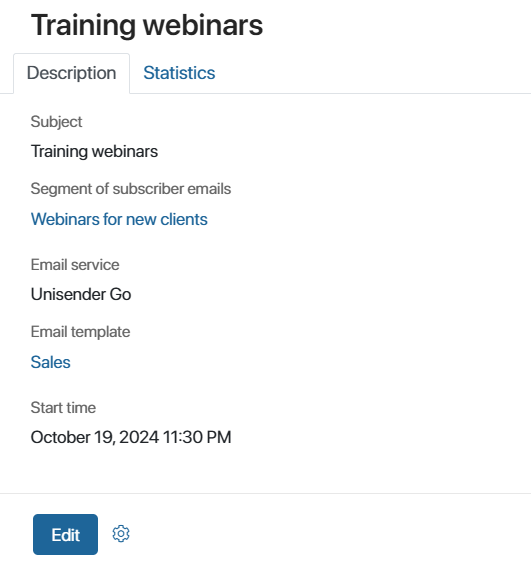 Training webinars
Description Statistics
Subject
Training webinars
Segment of subscriber emails
Webinars for new clients
Email service
Unisender Go
Email template
Sales
Start time
October 19, 2024 11:30 PM
Edit